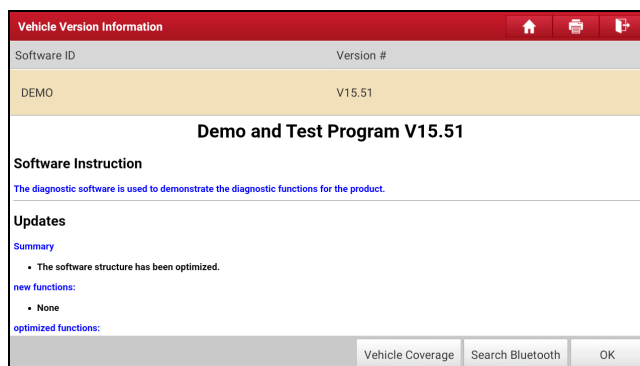 Vehicle Version Information
Software ID Version #
DEMO V15.51
Demo and Test Program V15.51
Software Instruction
The diagnostic software is used to demonstrate the diagnostic functions for the product.
Updates
Summary
• The software structure has been optimized.
new functions:
• None
optimized functions:
Vehicle Coverage Search Bluetooth OK